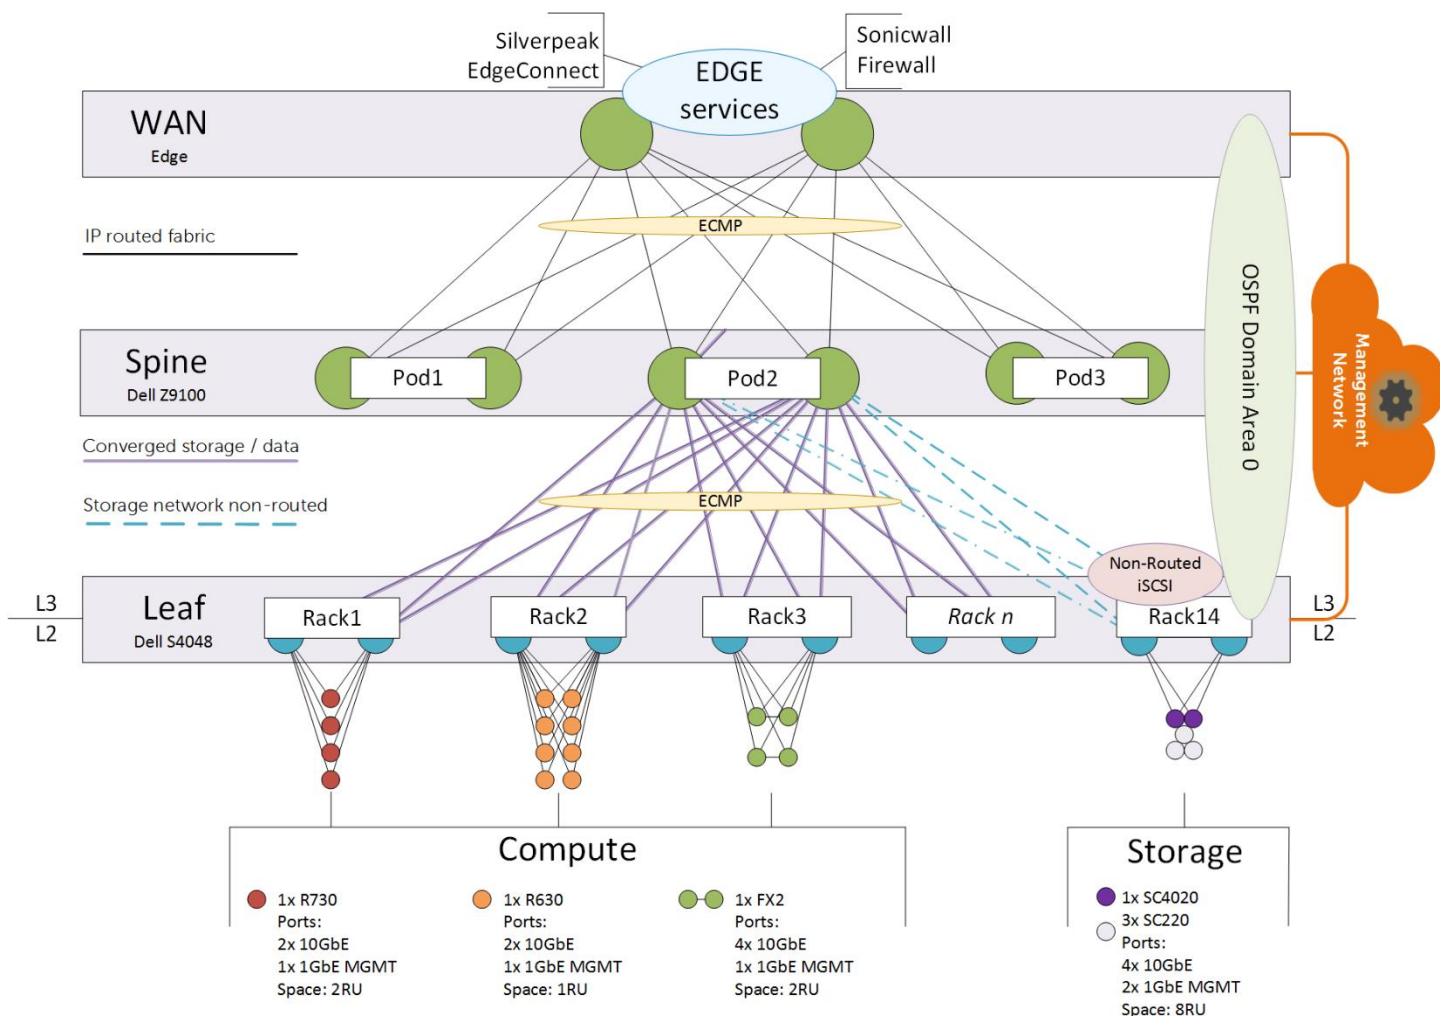 Silverpeak
EdgeConnect
Sonicwall
Firewall
EDGE
services
WAN
Edge
IP routed fabric
ECMP
OSPF Domain Area 0
Management
Network
Spine
Dell Z9100
Pod1
Pod2
Pod3
Converged storage / data
Storage network non-routed
ECMP
Non-Routed
iSCSI
L3
L2
Leaf
Dell S4048
Rack1
Rack2
Rack3
Rack n
Rack14
L3
L2
Compute
1x R730
Ports:
2x 10GbE
1x 1GbE MGMT
Space: 2RU
1x R630
Ports:
2x 10GbE
1x 1GbE MGMT
Space: 1RU
1x FX2
Ports:
4x 10GbE
1x 1GbE MGMT
Space: 2RU
Storage
1x SC4020
3x SC220
Ports:
4x 10GbE
2x 1GbE MGMT
Space: 8RU